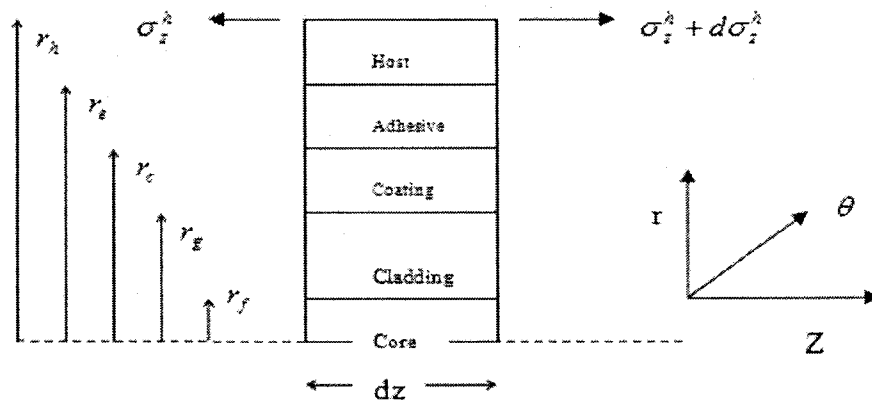 σ_z^h
σ_z^h + dσ_z^h
r_h
Host
r_a
Adhesive
r_c
Coating
r_g
r
θ
Cladding
r_f
Core
Z
dz